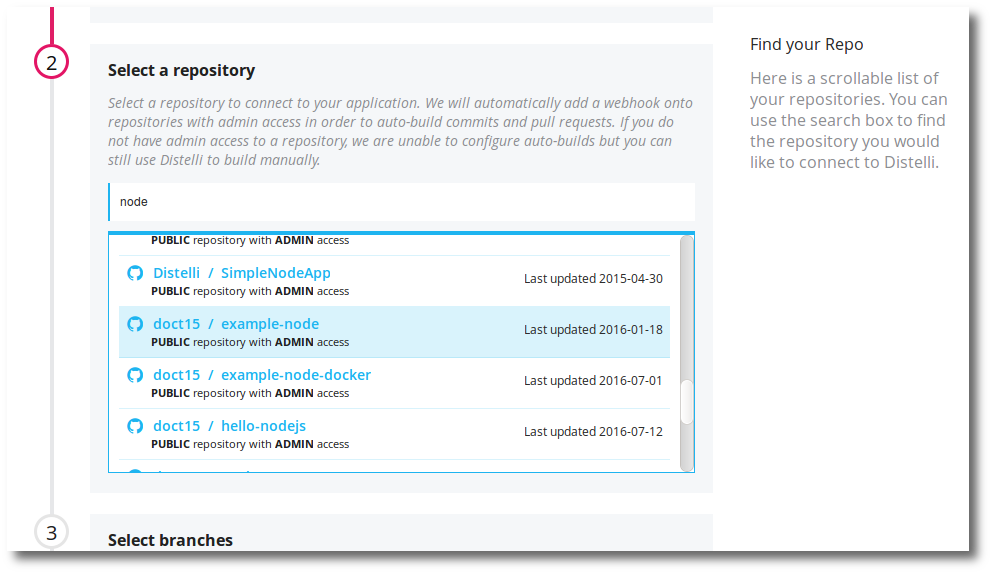 2
Select a repository
Select a repository to connect to your application. We will automatically add a webhook onto
repositories with admin access in order to auto-build commits and pull requests. If you do
not have admin access to a repository, we are unable to configure auto-builds but you can
still use Distelli to build manually.
node
PUBLIC repository with ADMIN access
Distelli / SimpleNodeApp
Last updated 2015-04-30
PUBLIC repository with ADMIN access
doct15 / example-node
Last updated 2016-01-18
PUBLIC repository with ADMIN access
doct15 / example-node-docker
Last updated 2016-07-01
PUBLIC repository with ADMIN access
doct15 / hello-nodejs
Last updated 2016-07-12
PUBLIC repository with ADMIN access
3
Select branches
Find your Repo
Here is a scrollable list of
your repositories. You can
use the search box to find
the repository you would
like to connect to Distelli.